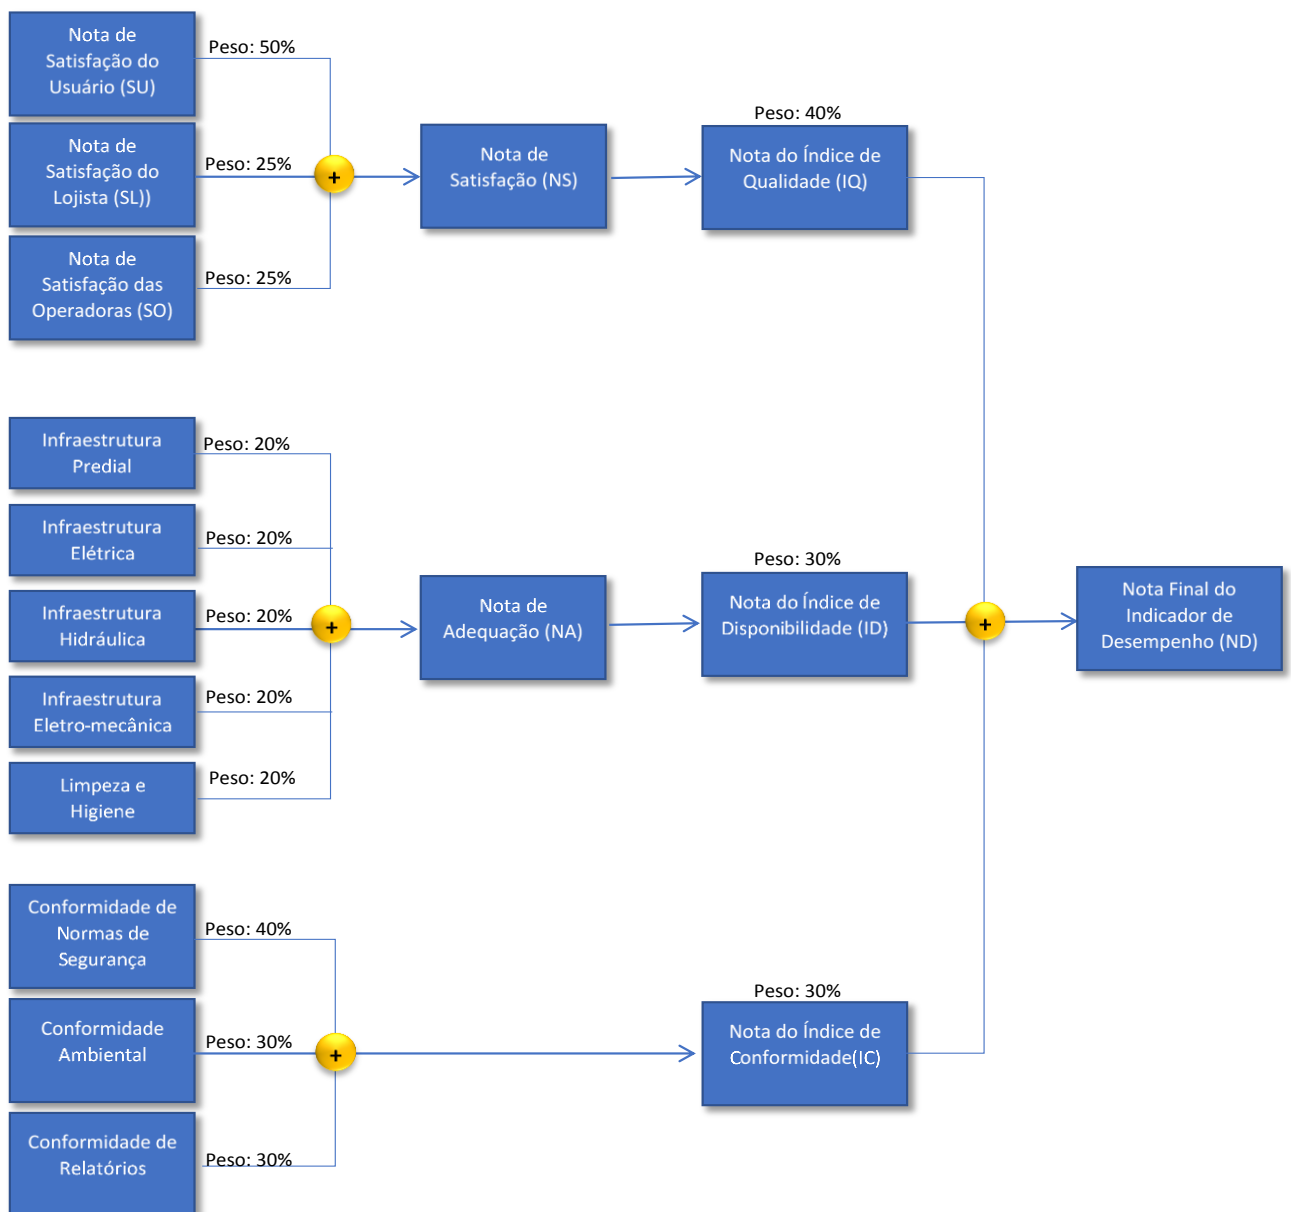 Nota de
Satisfação do
Usuário (SU)
Peso: 50%
Nota de
Satisfação do
Lojista (SL))
Peso: 25%
Nota de
Satisfação das
Operadoras (SO)
Peso: 25%
+
Nota de
Satisfação (NS)
Peso: 40%
Nota do Índice de
Qualidade (IQ)
Infraestrutura
Predial
Peso: 20%
Infraestrutura
Elétrica
Peso: 20%
Infraestrutura
Hidráulica
Peso: 20%
Infraestrutura
Eletro-mecânica
Peso: 20%
Limpeza e
Higiene
Peso: 20%
+
Nota de
Adequação (NA)
Peso: 30%
Nota do Índice de
Disponibilidade (ID)
Conformidade de
Normas de
Segurança
Peso: 40%
Conformidade
Ambiental
Peso: 30%
Conformidade de
Relatórios
Peso: 30%
+
Peso: 30%
Nota do Índice de
Conformidade(IC)
+
Nota Final do
Indicador de
Desempenho (ND)